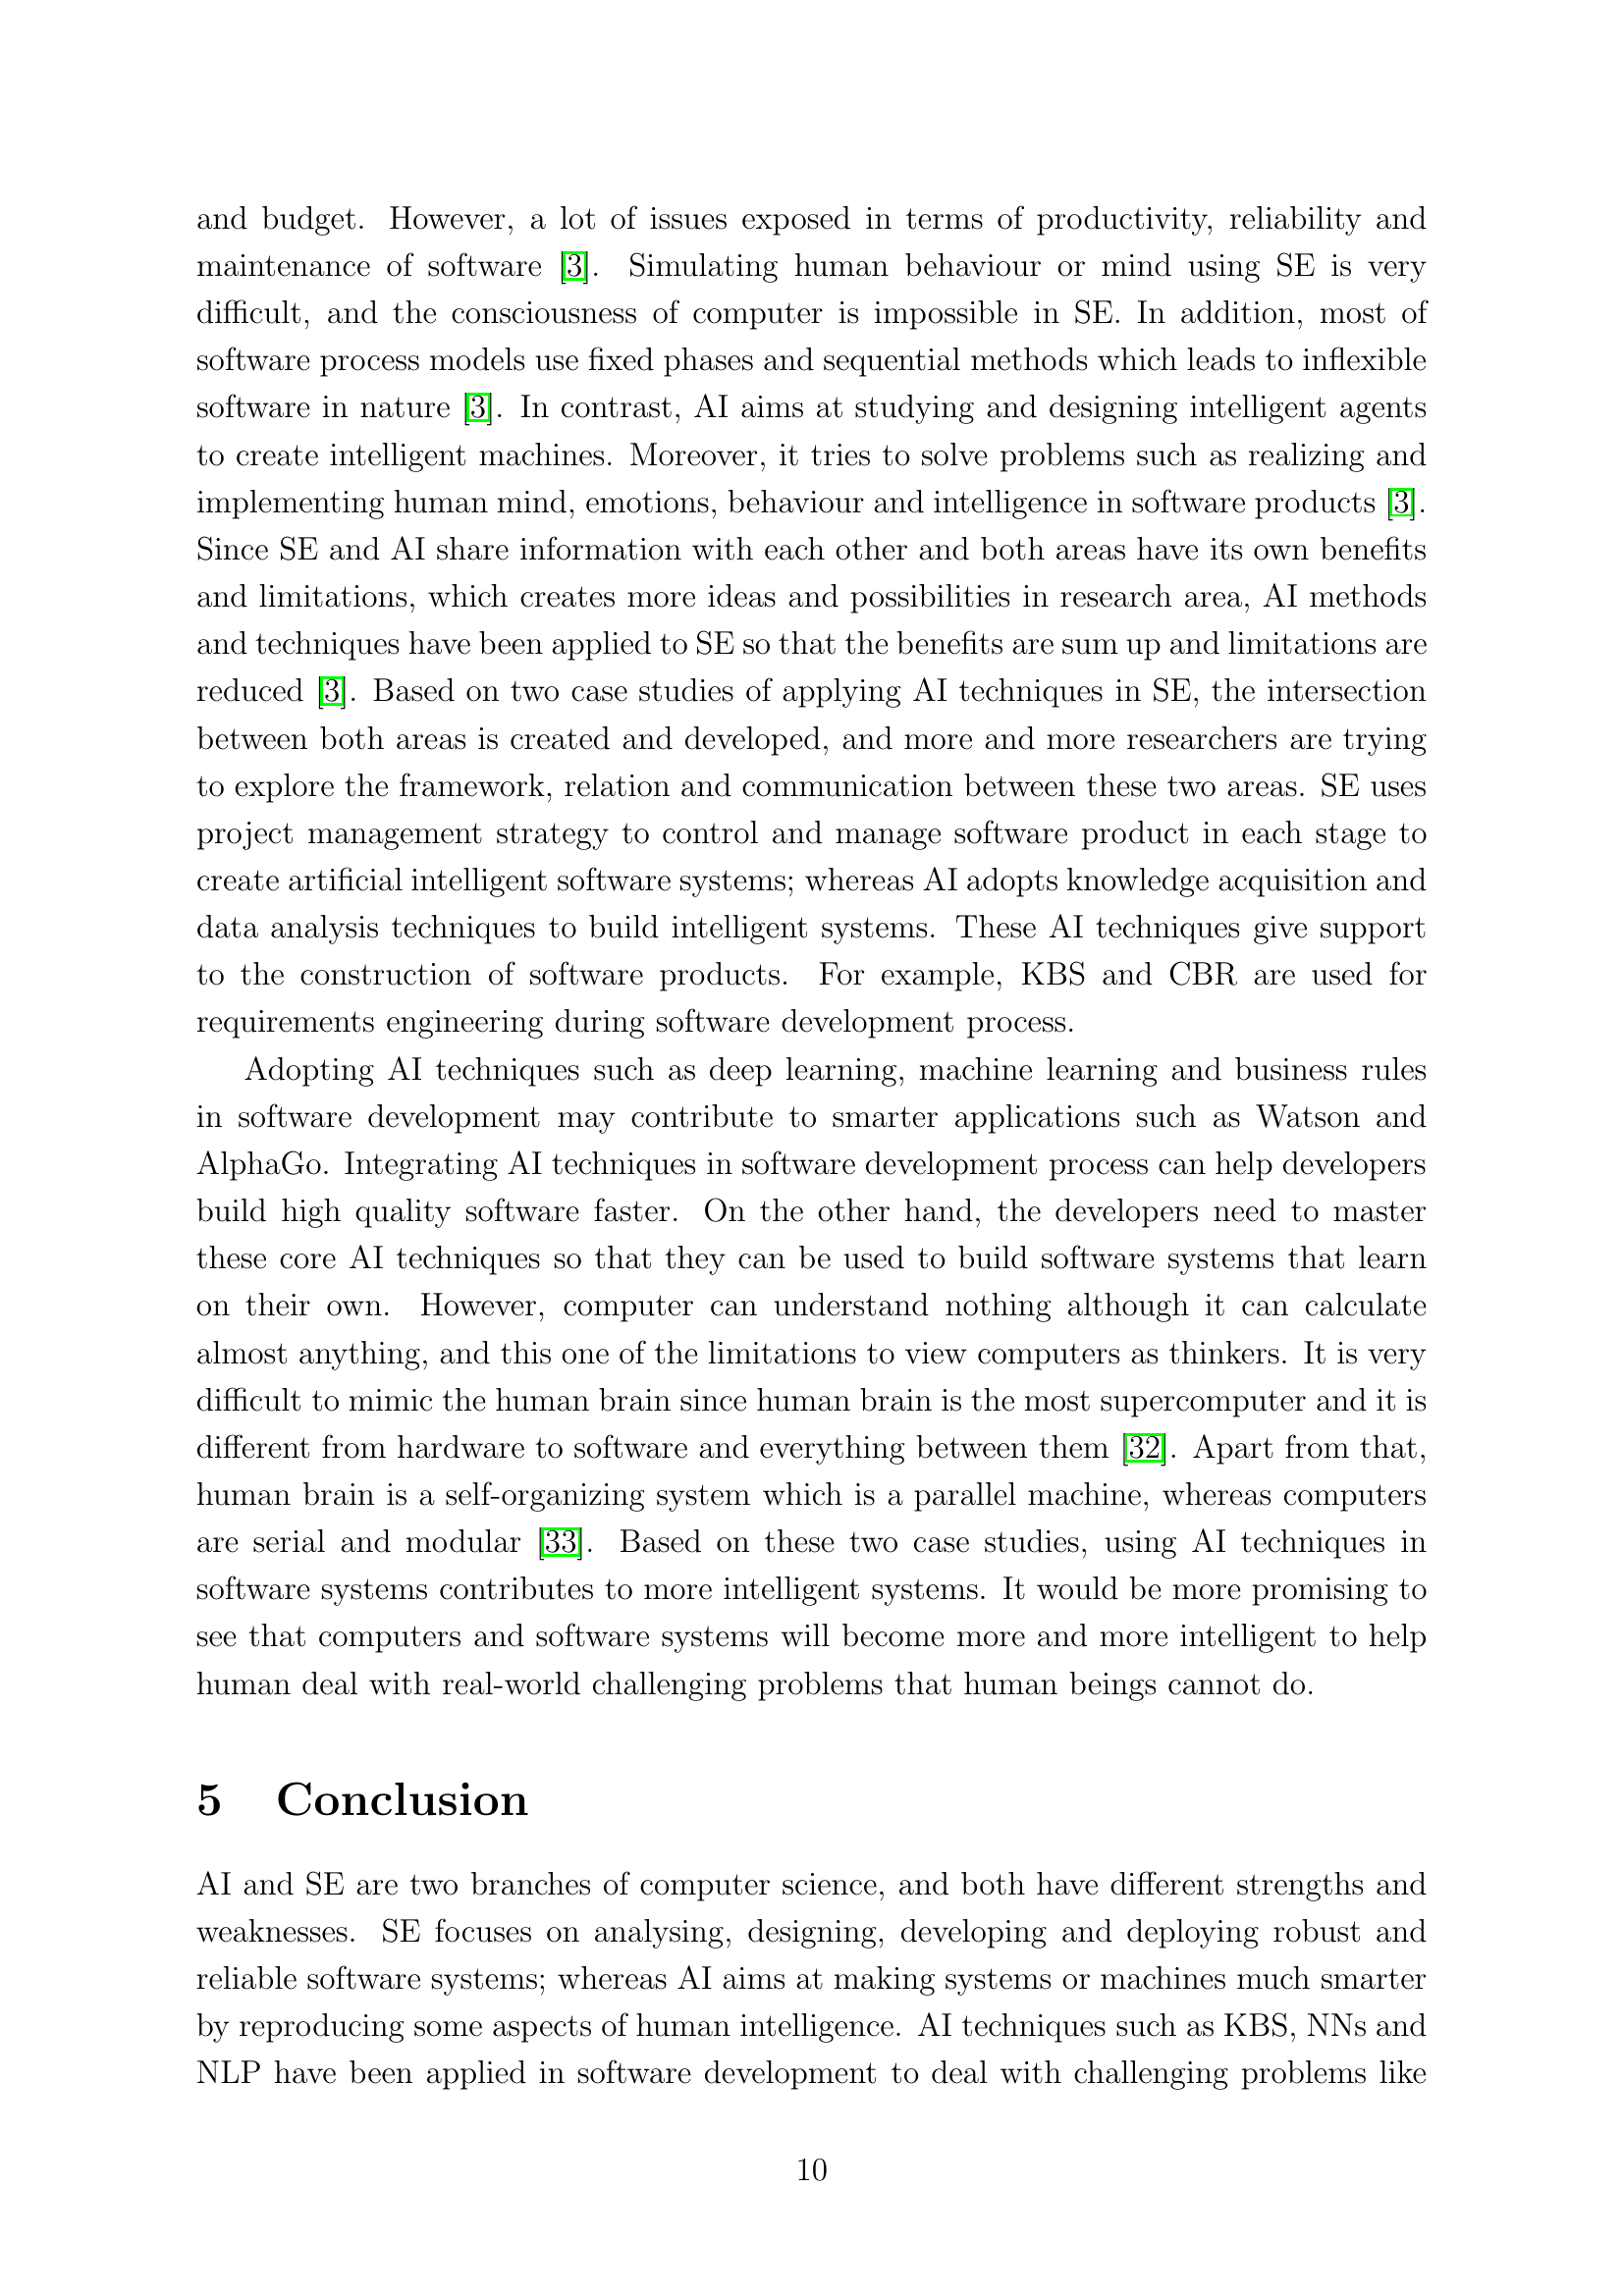 and budget. However, a lot of issues exposed in terms of productivity, reliability and
maintenance of software [3]. Simulating human behaviour or mind using SE is very
difficult, and the consciousness of computer is impossible in SE. In addition, most of
software process models use fixed phases and sequential methods which leads to inflexible
software in nature [3]. In contrast, AI aims at studying and designing intelligent agents
to create intelligent machines. Moreover, it tries to solve problems such as realizing and
implementing human mind, emotions, behaviour and intelligence in software products [3].
Since SE and AI share information with each other and both areas have its own benefits
and limitations, which creates more ideas and possibilities in research area, AI methods
and techniques have been applied to SE so that the benefits are sum up and limitations are
reduced [3]. Based on two case studies of applying AI techniques in SE, the intersection
between both areas is created and developed, and more and more researchers are trying
to explore the framework, relation and communication between these two areas. SE uses
project management strategy to control and manage software product in each stage to
create artificial intelligent software systems; whereas AI adopts knowledge acquisition and
data analysis techniques to build intelligent systems. These AI techniques give support
to the construction of software products. For example, KBS and CBR are used for
requirements engineering during software development process.
Adopting AI techniques such as deep learning, machine learning and business rules
in software development may contribute to smarter applications such as Watson and
AlphaGo. Integrating AI techniques in software development process can help developers
build high quality software faster. On the other hand, the developers need to master
these core AI techniques so that they can be used to build software systems that learn
on their own. However, computer can understand nothing although it can calculate
almost anything, and this one of the limitations to view computers as thinkers. It is very
difficult to mimic the human brain since human brain is the most supercomputer and it is
different from hardware to software and everything between them [32]. Apart from that,
human brain is a self-organizing system which is a parallel machine, whereas computers
are serial and modular [33]. Based on these two case studies, using AI techniques in
software systems contributes to more intelligent systems. It would be more promising to
see that computers and software systems will become more and more intelligent to help
human deal with real-world challenging problems that human beings cannot do.
5 Conclusion
AI and SE are two branches of computer science, and both have different strengths and
weaknesses. SE focuses on analysing, designing, developing and deploying robust and
reliable software systems; whereas AI aims at making systems or machines much smarter
by reproducing some aspects of human intelligence. AI techniques such as KBS, NNs and
NLP have been applied in software development to deal with challenging problems like
10